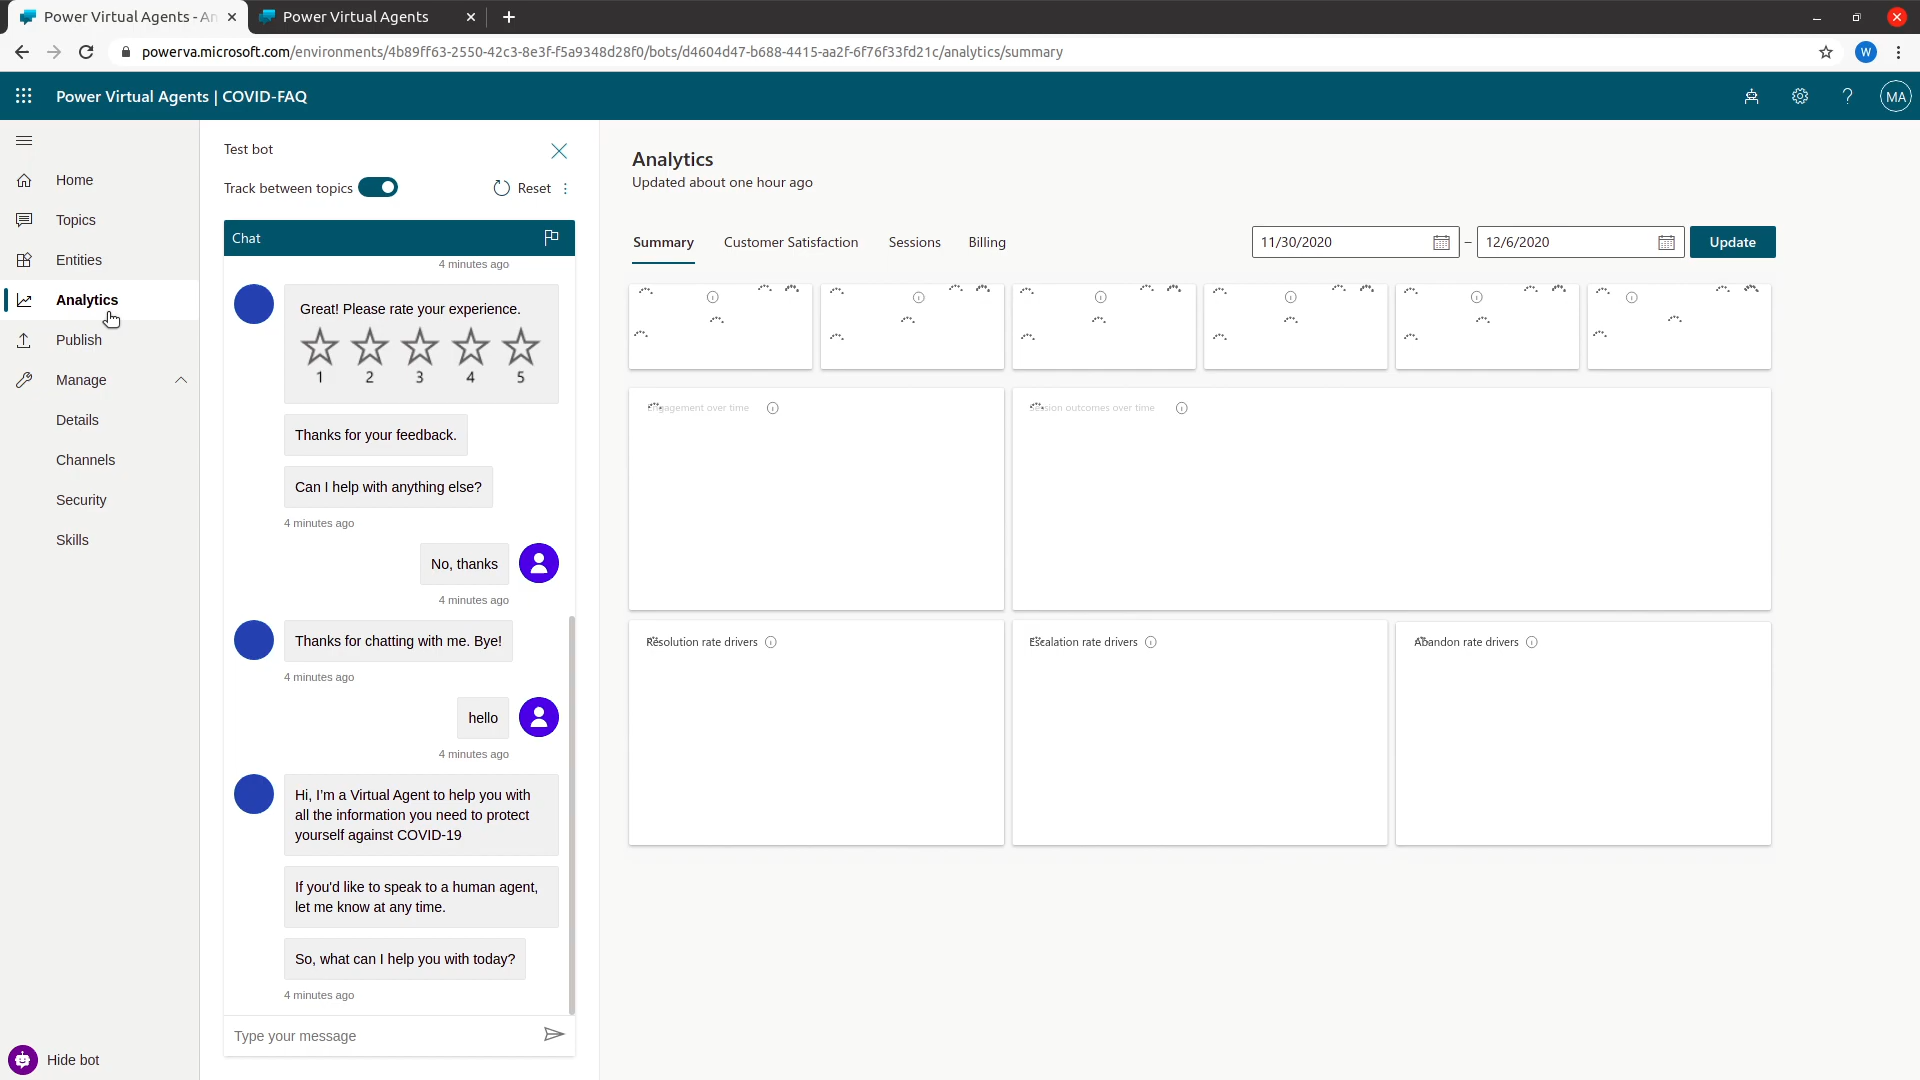 Power Virtual Agents - An
Power Virtual Agents
powerva.microsoft.com/environments/4b89ff63-2550-42c3-8e3f-f5a9348d28f0/bots/d4604d47-b688-4415-aa2f-6f76f33fd21c/analytics/summary
W
Power Virtual Agents | COVID-FAQ
MA
Home
Topics
Entities
Analytics
Publish
Manage
Details
Channels
Security
Skills
Hide bot
Test bot
Track between topics
Reset
Chat
4 minutes ago
Great! Please rate your experience.
1 2 3 4 5
Thanks for your feedback.
Can I help with anything else?
4 minutes ago
No, thanks
4 minutes ago
Thanks for chatting with me. Bye!
4 minutes ago
hello
4 minutes ago
Hi, I'm a Virtual Agent to help you with
all the information you need to protect
yourself against COVID-19
If you'd like to speak to a human agent,
let me know at any time.
So, what can I help you with today?
4 minutes ago
Type your message
Analytics
Updated about one hour ago
Summary Customer Satisfaction Sessions Billing
11/30/2020 – 12/6/2020 Update
Engagement over time
Session outcomes over time
Resolution rate drivers
Escalation rate drivers
Abandon rate drivers